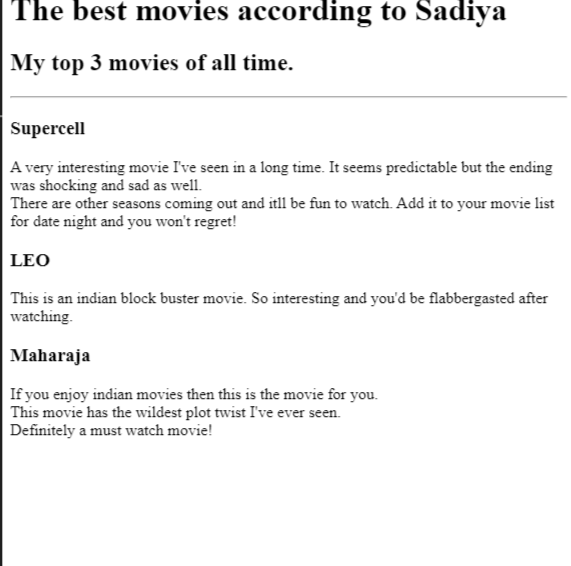 The best movies according to Sadiya
My top 3 movies of all time.
Supercell
A very interesting movie I've seen in a long time. It seems predictable but the ending
was shocking and sad as well.
There are other seasons coming out and itll be fun to watch. Add it to your movie list
for date night and you won't regret!
LEO
This is an indian block buster movie. So interesting and you'd be flabbergasted after
watching.
Maharaja
If you enjoy indian movies then this is the movie for you.
This movie has the wildest plot twist I've ever seen.
Definitely a must watch movie!